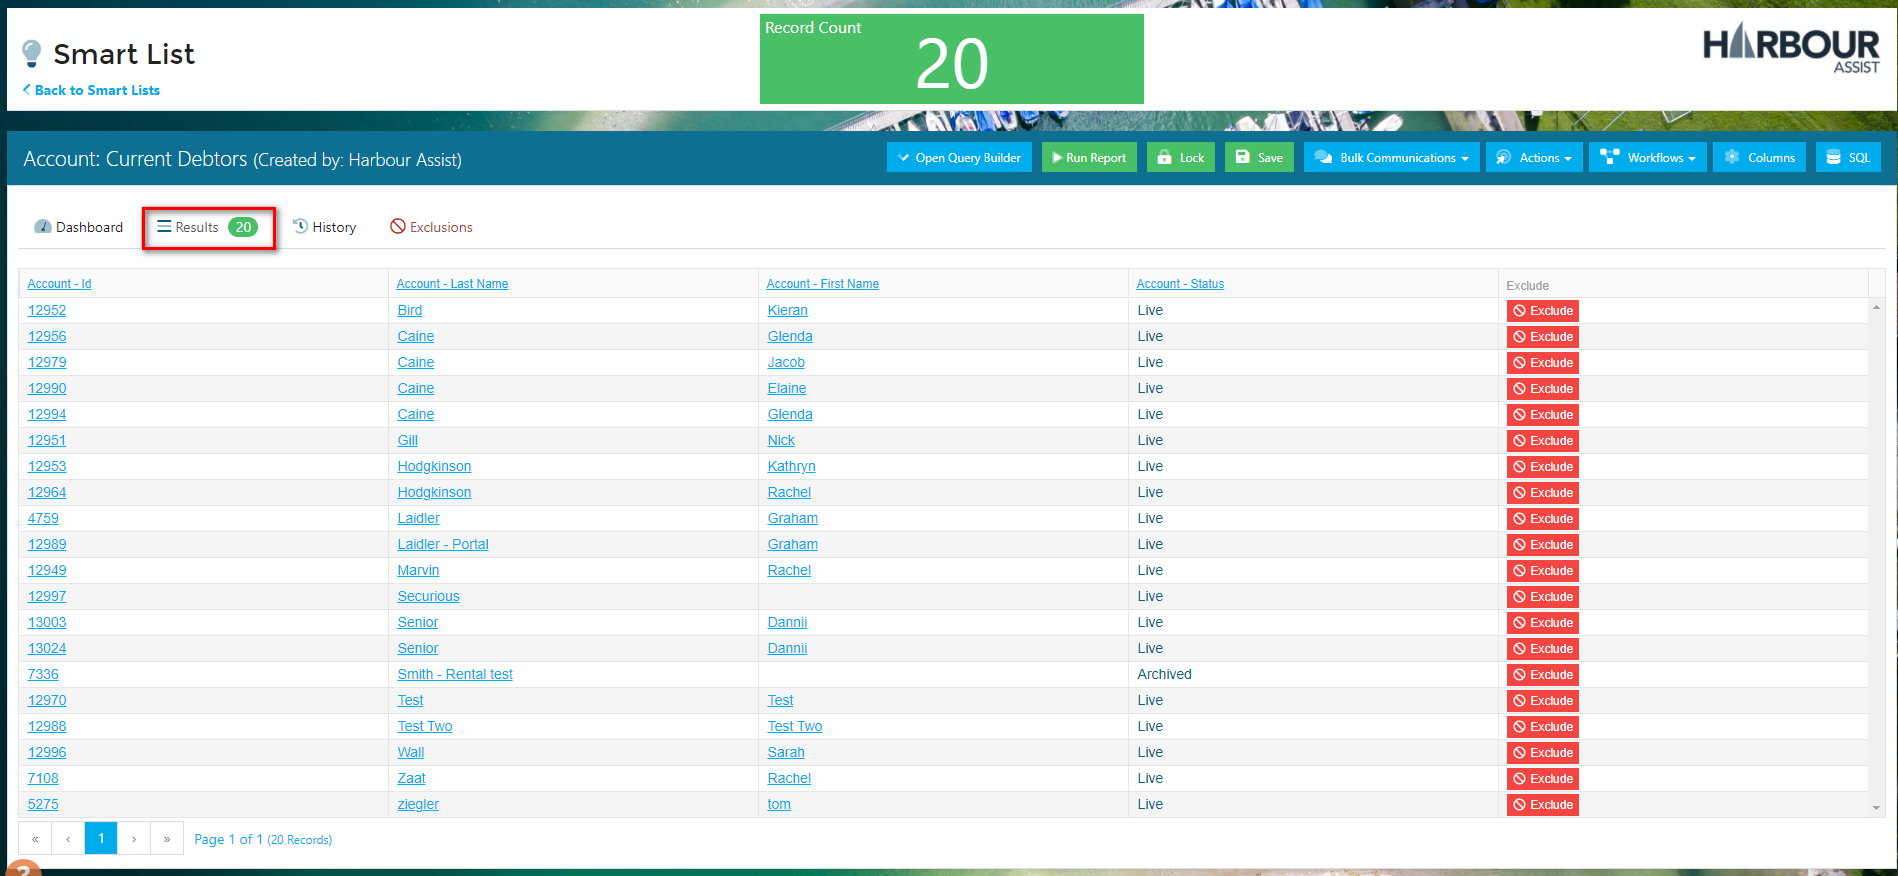 Smart List
Back to Smart Lists
Record Count
20
HARBOUR
ASSIST
Account: Current Debtors (Created by: Harbour Assist)
Open Query Builder Run Report Lock Save Bulk Communications Actions Workflows Columns SQL
Dashboard Results 20 History Exclusions
Account - Id Account - Last Name Account - First Name Account - Status Exclude
12952 Bird Kieran Live Exclude
12956 Caine Glenda Live Exclude
12979 Caine Jacob Live Exclude
12990 Caine Elaine Live Exclude
12994 Caine Glenda Live Exclude
12951 Gill Nick Live Exclude
12953 Hodgkinson Kathryn Live Exclude
12964 Hodgkinson Rachel Live Exclude
4759 Laidler Graham Live Exclude
12989 Laidler - Portal Graham Live Exclude
12949 Marvin Rachel Live Exclude
12997 Securious Live Exclude
13003 Senior Dannii Live Exclude
13024 Senior Dannii Live Exclude
7336 Smith - Rental test Archived Exclude
12970 Test Test Live Exclude
12988 Test Two Test Two Live Exclude
12996 Wall Sarah Live Exclude
7108 Zaat Rachel Live Exclude
5275 ziegler tom Live Exclude
« ‹ 1 › » Page 1 of 1 (20 Records)
?